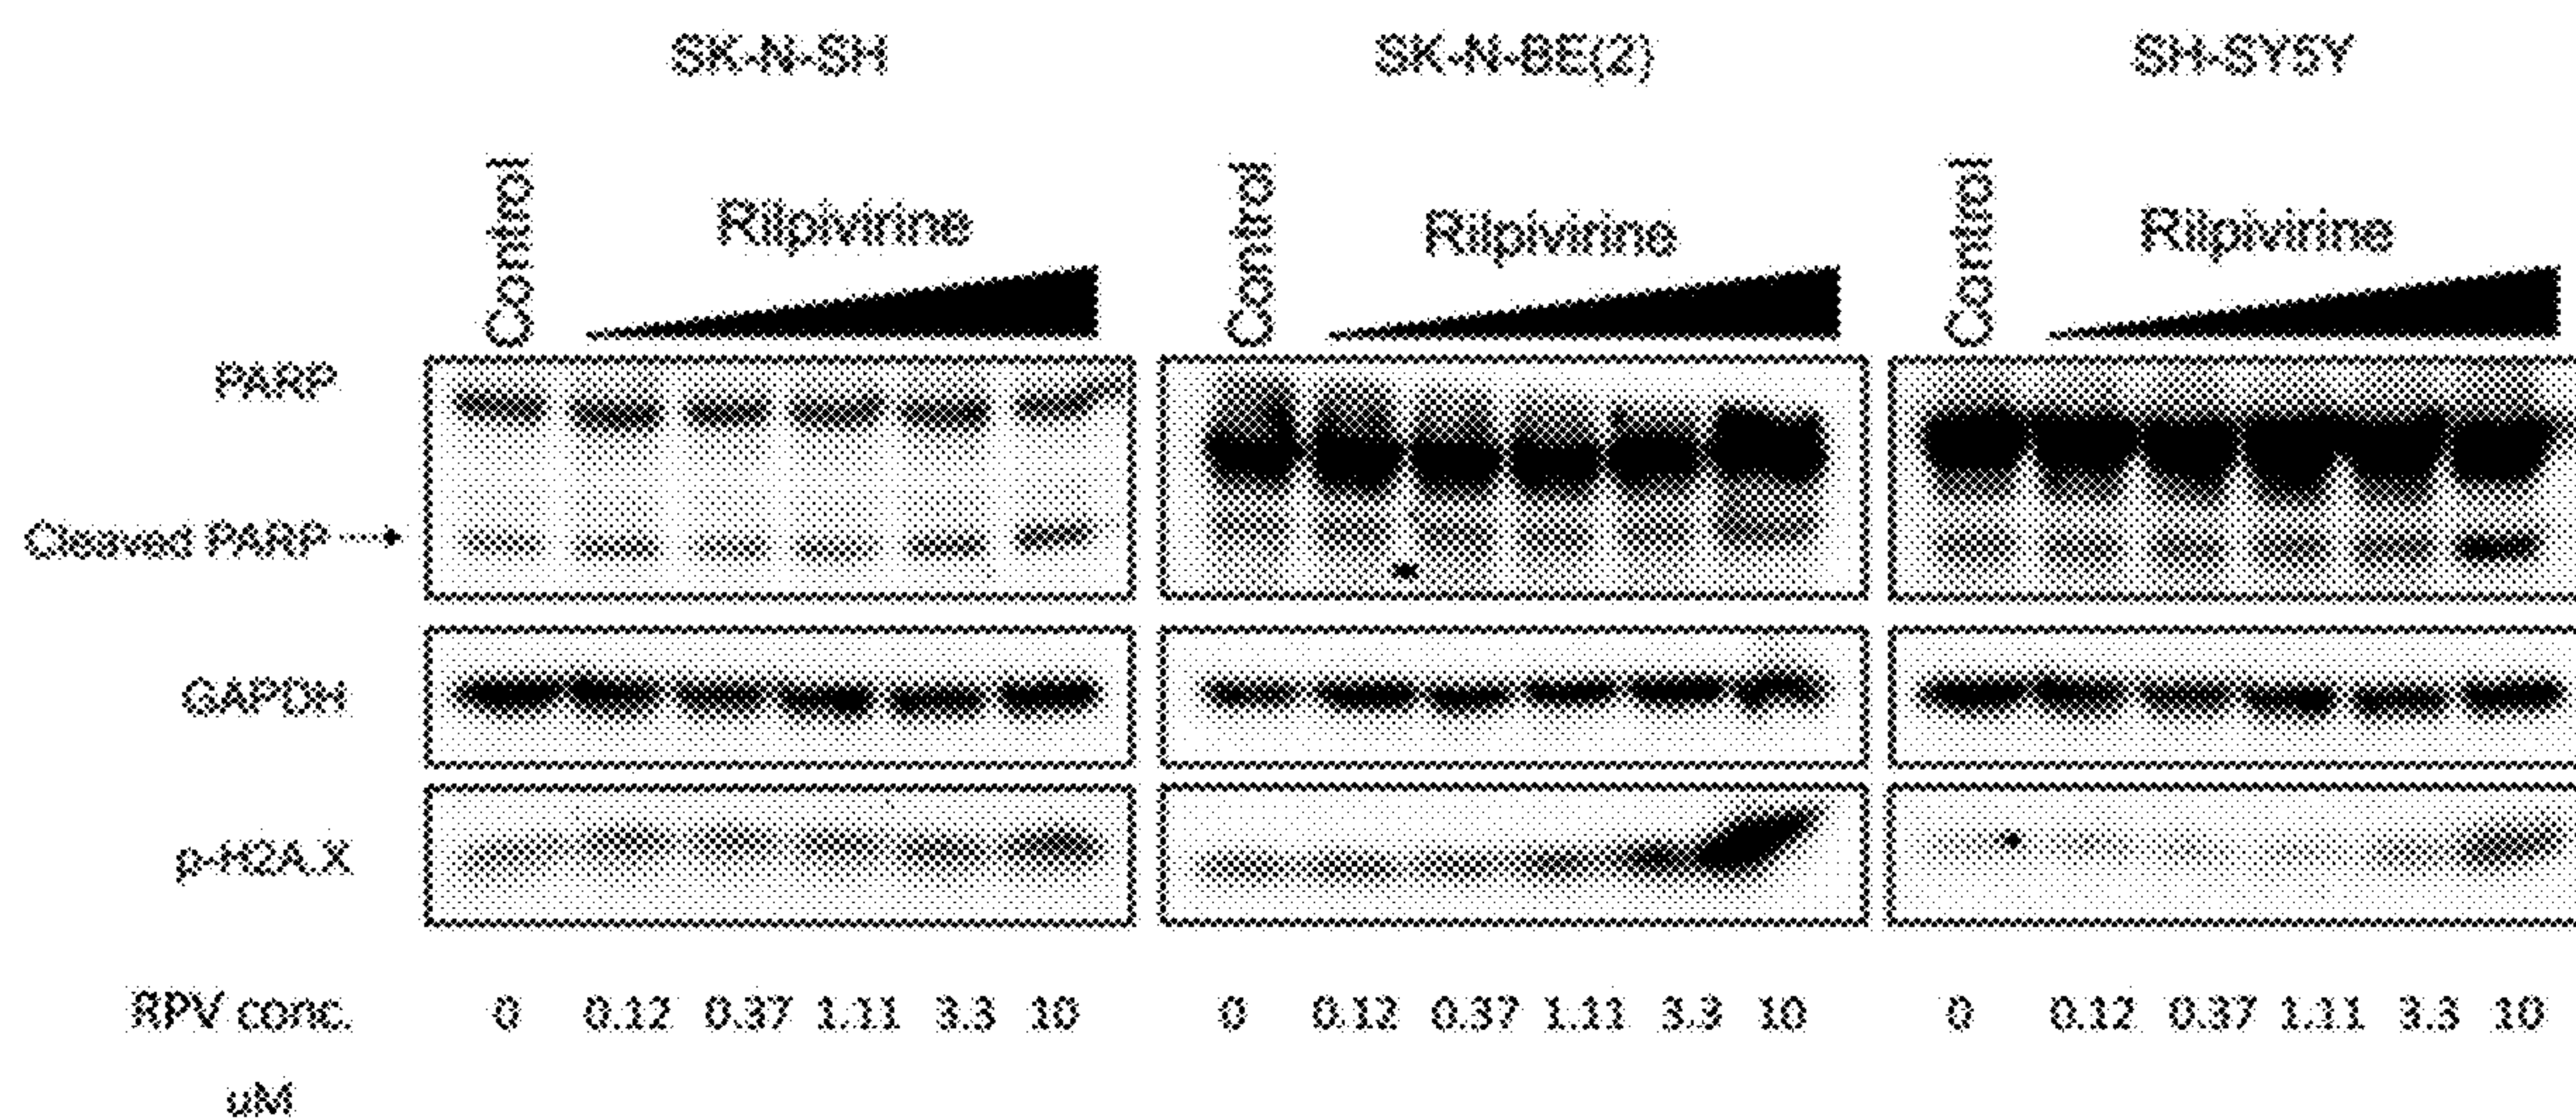 SK-N-SH SK-N-BE(2) SH-SY5Y
Control Rilpivirine Control Rilpivirine Control Rilpivirine
PARP
Cleaved PARP
GAPDH
p-H2A.X
RPV conc. 0 0.12 0.37 1.11 3.3 10 0 0.12 0.37 1.11 3.3 10 0 0.12 0.37 1.11 3.3 10
uM